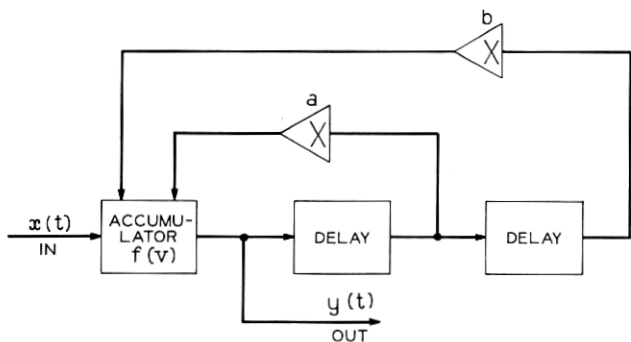 b
X
a
X
x(t)
IN
ACCUMU-
LATOR
f(v)
DELAY
DELAY
y(t)
OUT